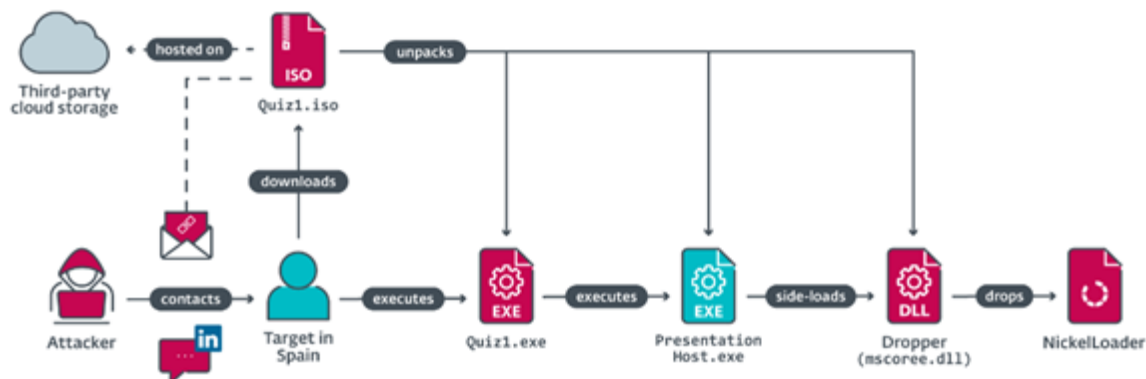 hosted on
ISO
unpacks
Third-party
cloud storage
Quiz1.iso
downloads
contacts
executes
EXE
executes
EXE
side-loads
DLL
drops
Attacker
in
...
Target in
Spain
Quiz1.exe
Presentation
Host.exe
Dropper
(mscoree.dll)
NickelLoader